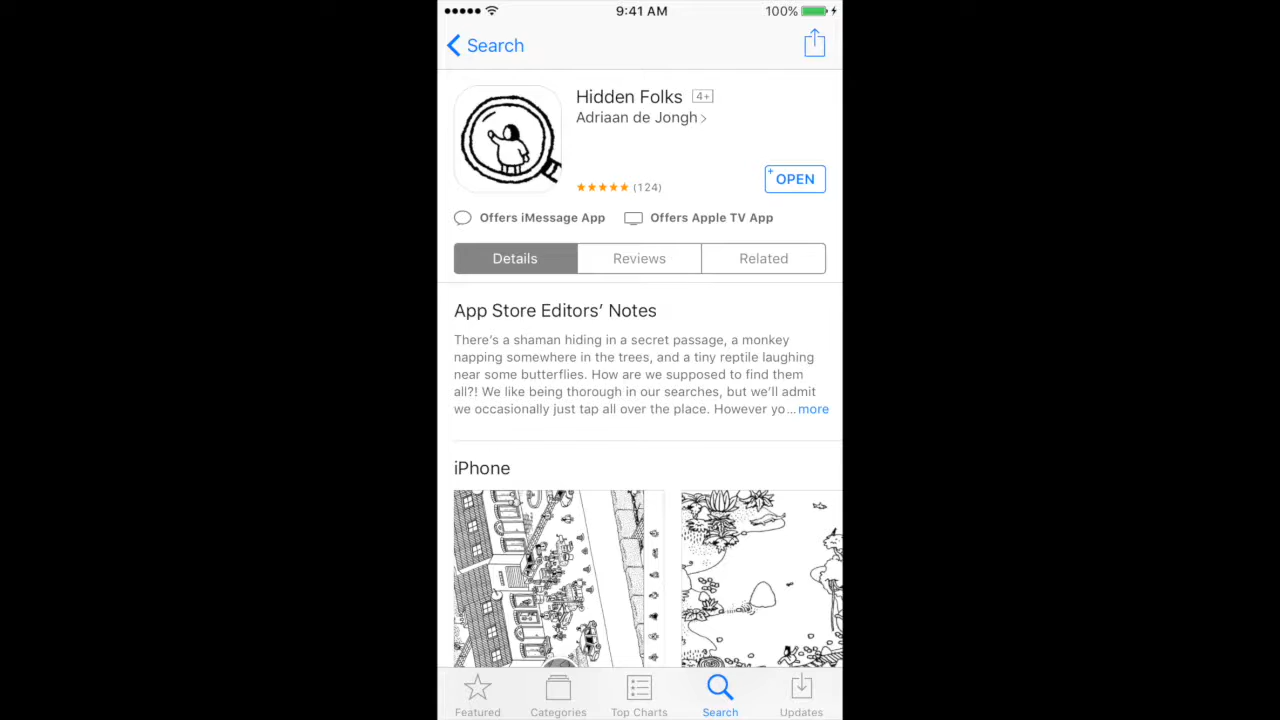 9:41 AM
100%
Search
Hidden Folks 4+
Adriaan de Jongh >
(124)
+ OPEN
Offers iMessage App
Offers Apple TV App
Details
Reviews
Related
App Store Editors’ Notes
There’s a shaman hiding in a secret passage, a monkey
napping somewhere in the trees, and a tiny reptile laughing
near some butterflies. How are we supposed to find them
all?! We like being thorough in our searches, but we’ll admit
we occasionally just tap all over the place. However yo... more
iPhone
Featured
Categories
Top Charts
Search
Updates